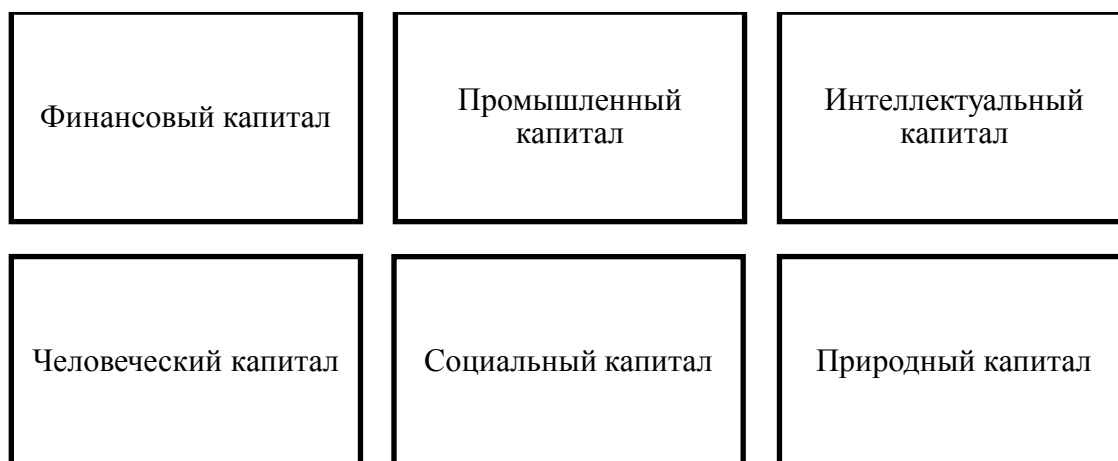 Финансовый капитал
Промышленный
капитал
Интеллектуальный
капитал
Человеческий капитал
Социальный капитал
Природный капитал